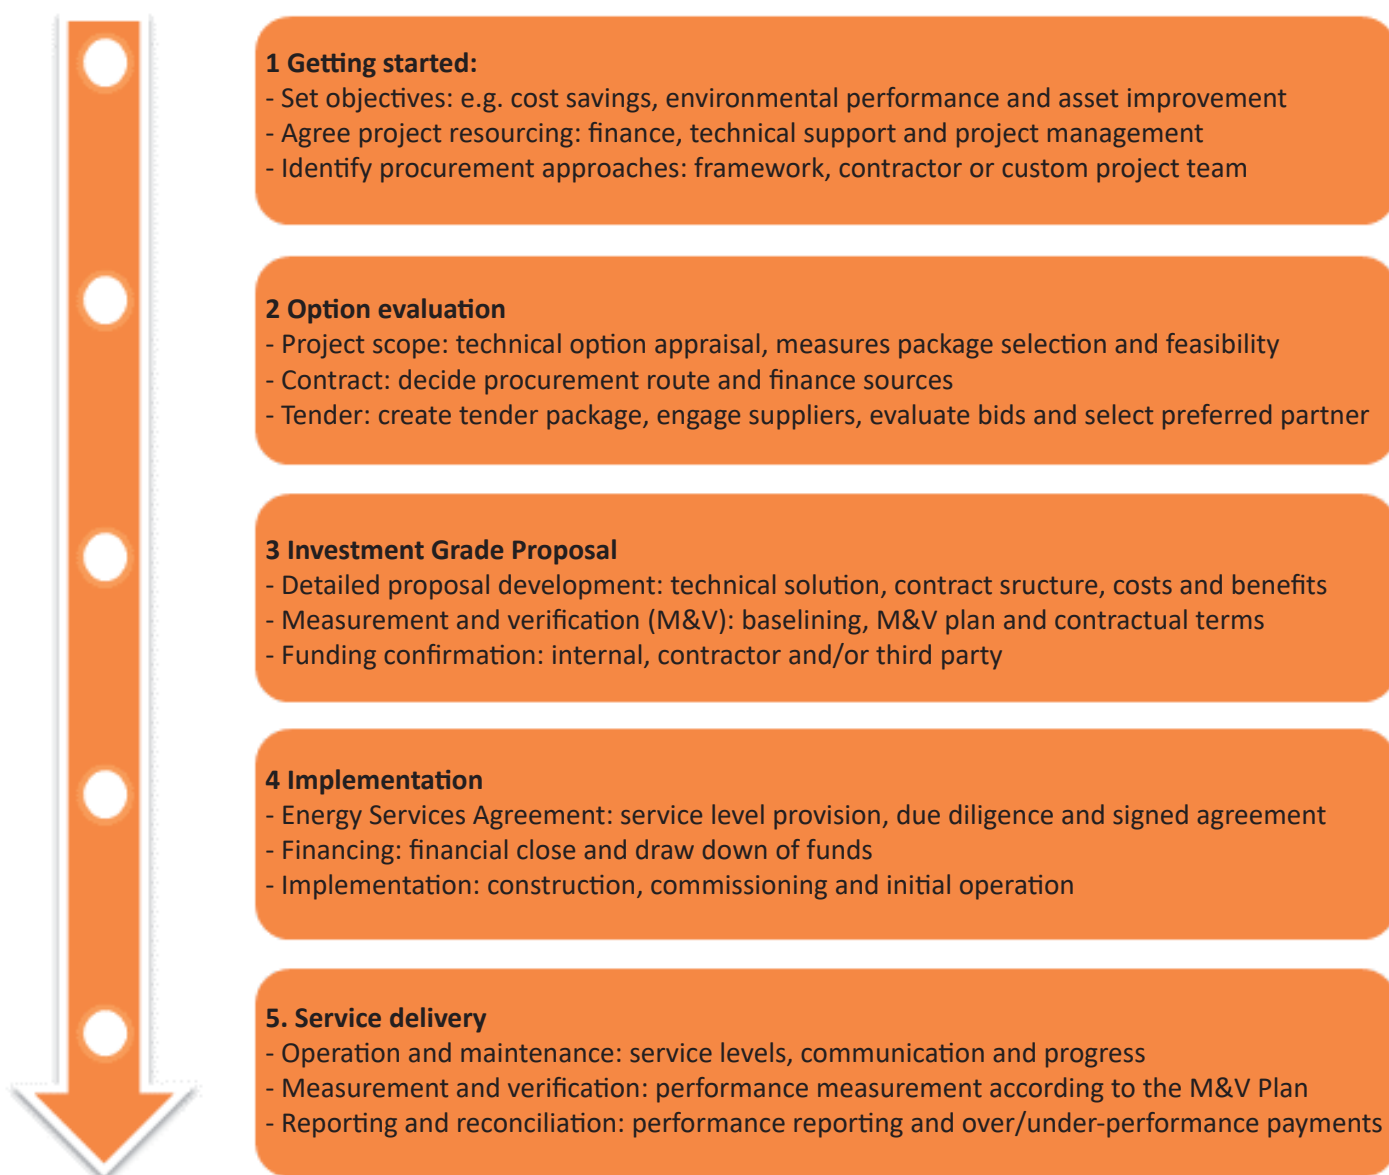 1 Getting started:
- Set objectives: e.g. cost savings, environmental performance and asset improvement
- Agree project resourcing: finance, technical support and project management
- Identify procurement approaches: framework, contractor or custom project team
2 Option evaluation
- Project scope: technical option appraisal, measures package selection and feasibility
- Contract: decide procurement route and finance sources
- Tender: create tender package, engage suppliers, evaluate bids and select preferred partner
3 Investment Grade Proposal
- Detailed proposal development: technical solution, contract sructure, costs and benefits
- Measurement and verification (M&V): baselining, M&V plan and contractual terms
- Funding confirmation: internal, contractor and/or third party
4 Implementation
- Energy Services Agreement: service level provision, due diligence and signed agreement
- Financing: financial close and draw down of funds
- Implementation: construction, commissioning and initial operation
5. Service delivery
- Operation and maintenance: service levels, communication and progress
- Measurement and verification: performance measurement according to the M&V Plan
- Reporting and reconciliation: performance reporting and over/under-performance payments